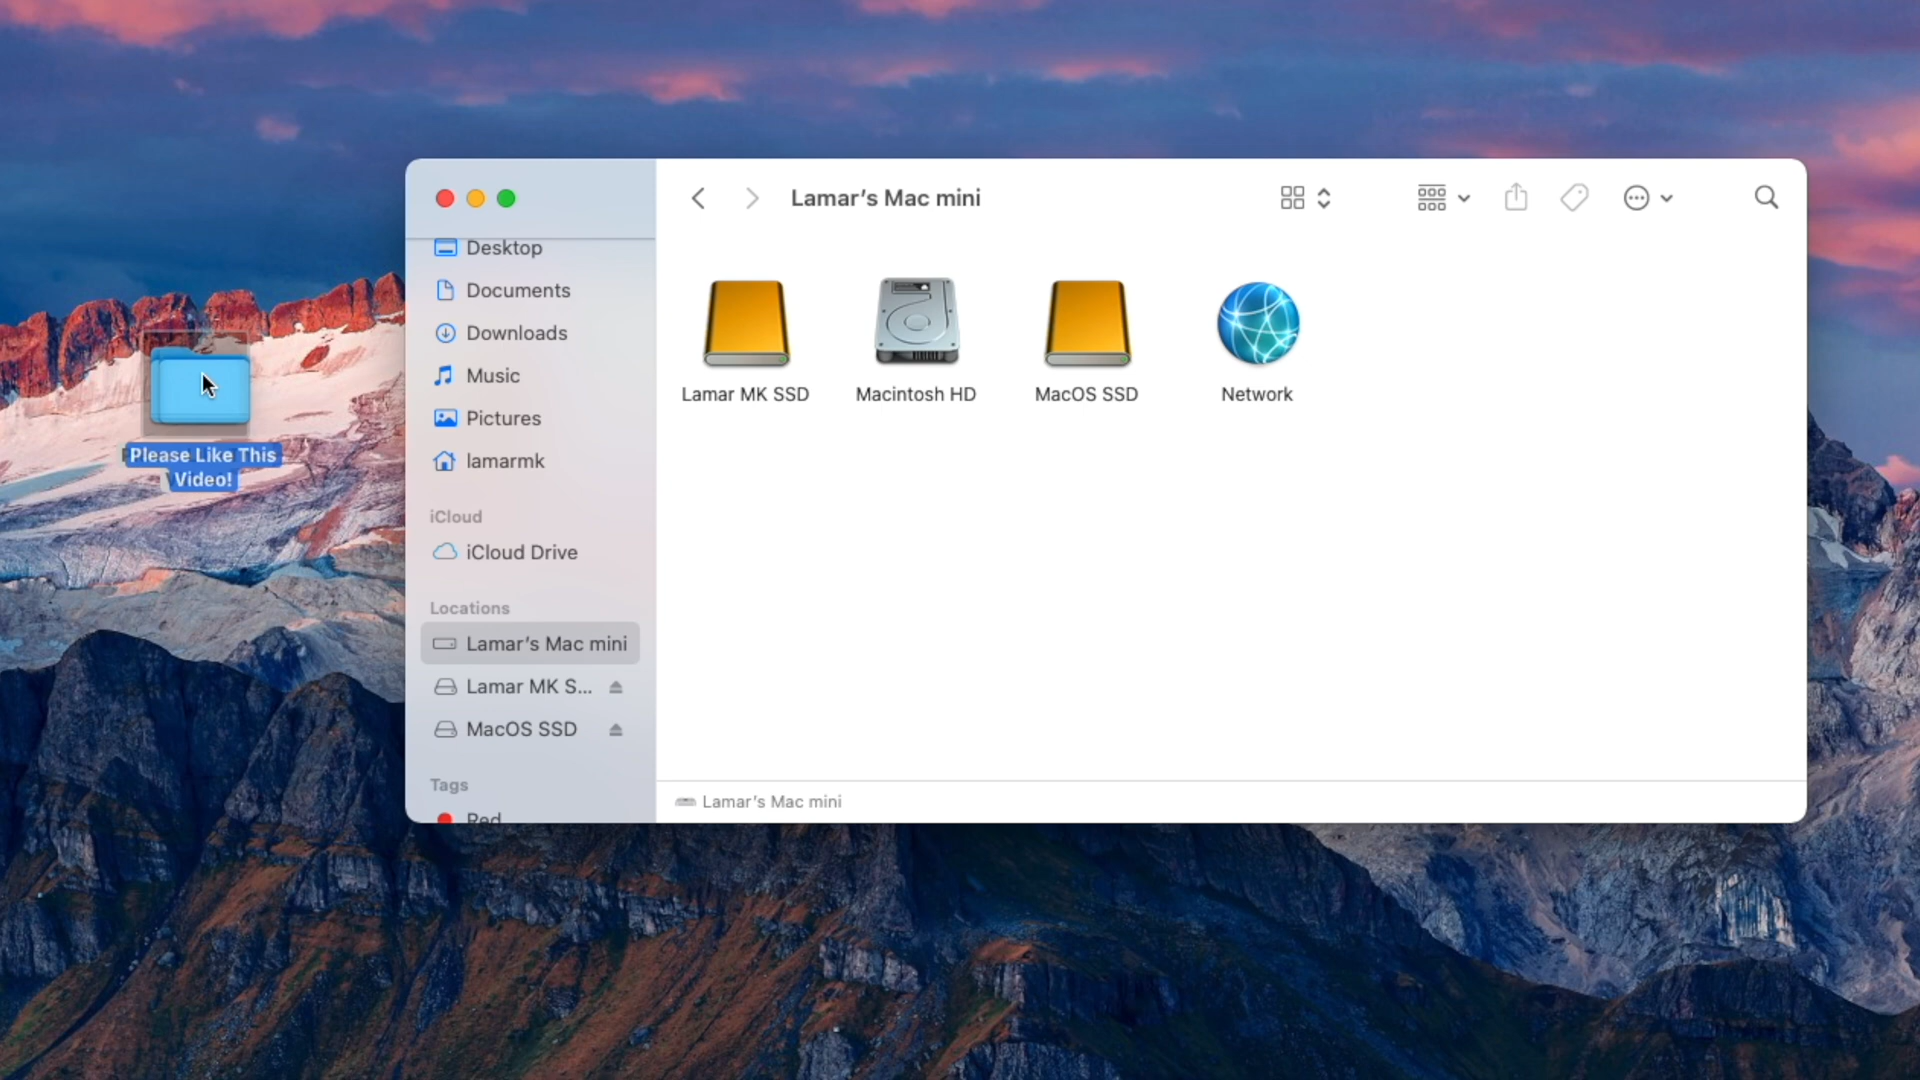 Please Like This
Video!
Lamar’s Mac mini
Desktop
Documents
Downloads
Music
Pictures
lamarmk
iCloud
iCloud Drive
Locations
Lamar’s Mac mini
Lamar MK S...
MacOS SSD
Tags
Red
Lamar MK SSD
Macintosh HD
MacOS SSD
Network
Lamar’s Mac mini